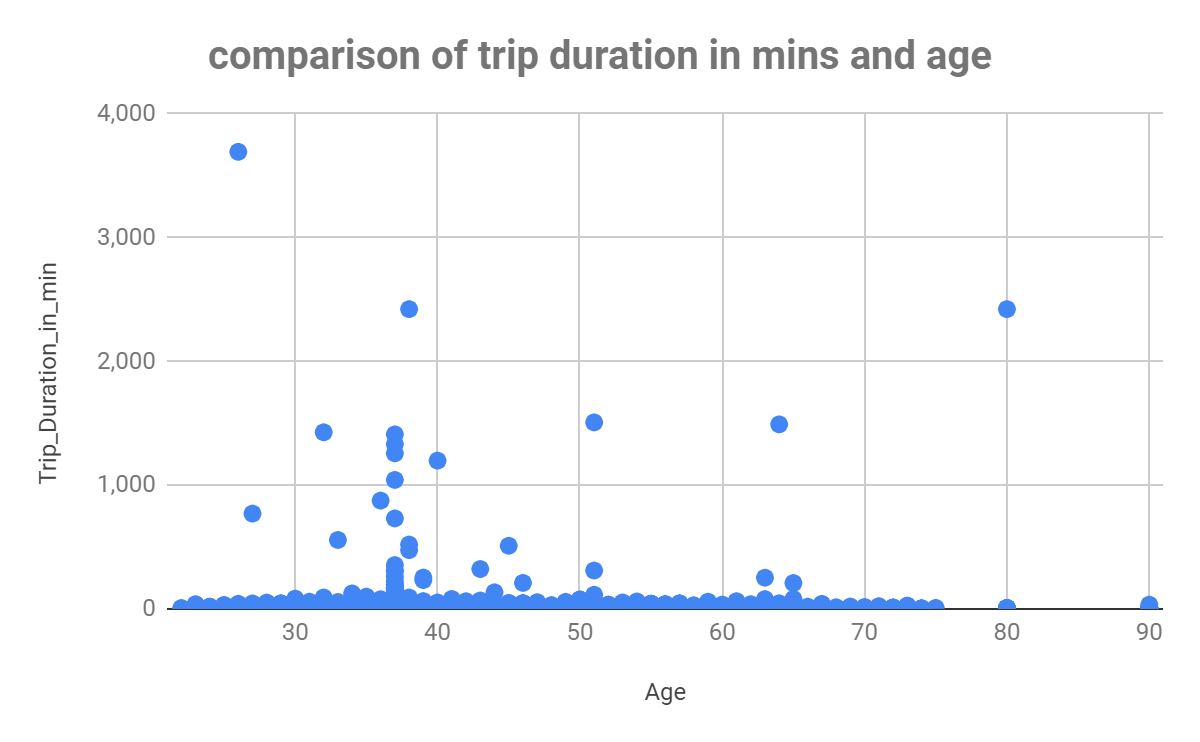 comparison of trip duration in mins and age
4,000
3,000
2,000
1,000
0
Trip_Duration_in_min
30 40 50 60 70 80 90
Age